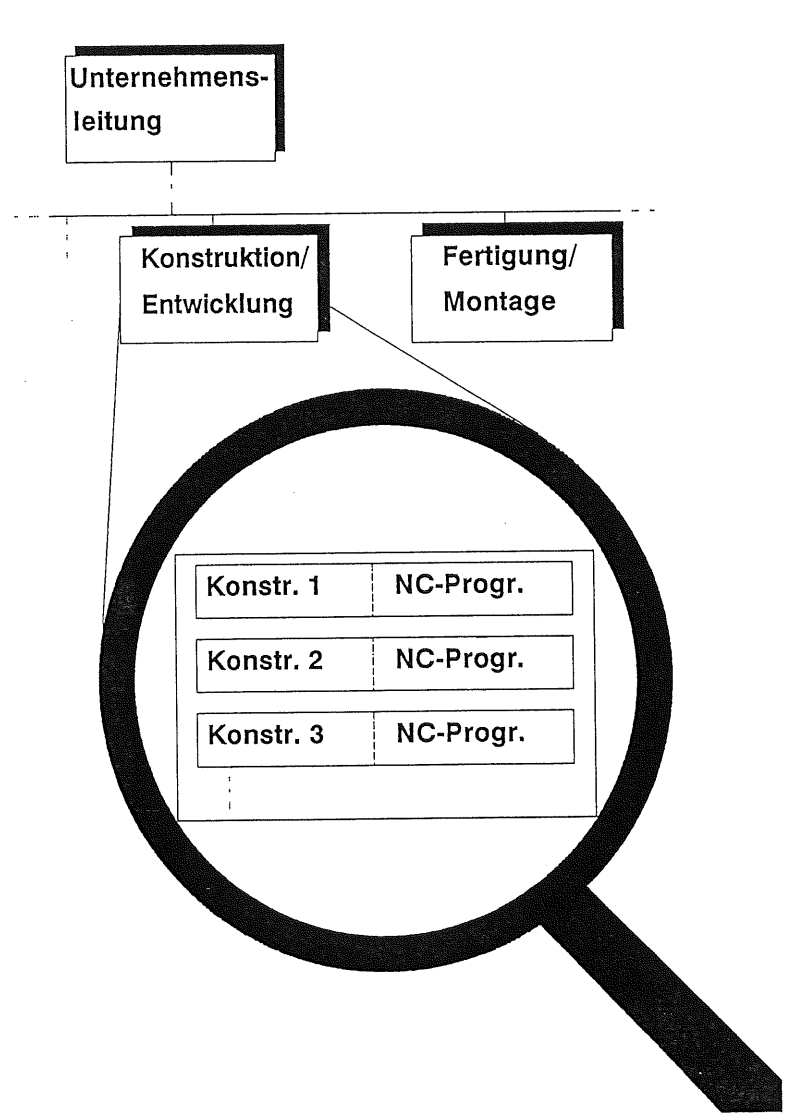 Unternehmens-
leitung
Konstruktion/
Entwicklung
Fertigung/
Montage
Konstr. 1 NC-Progr.
Konstr. 2 NC-Progr.
Konstr. 3 NC-Progr.